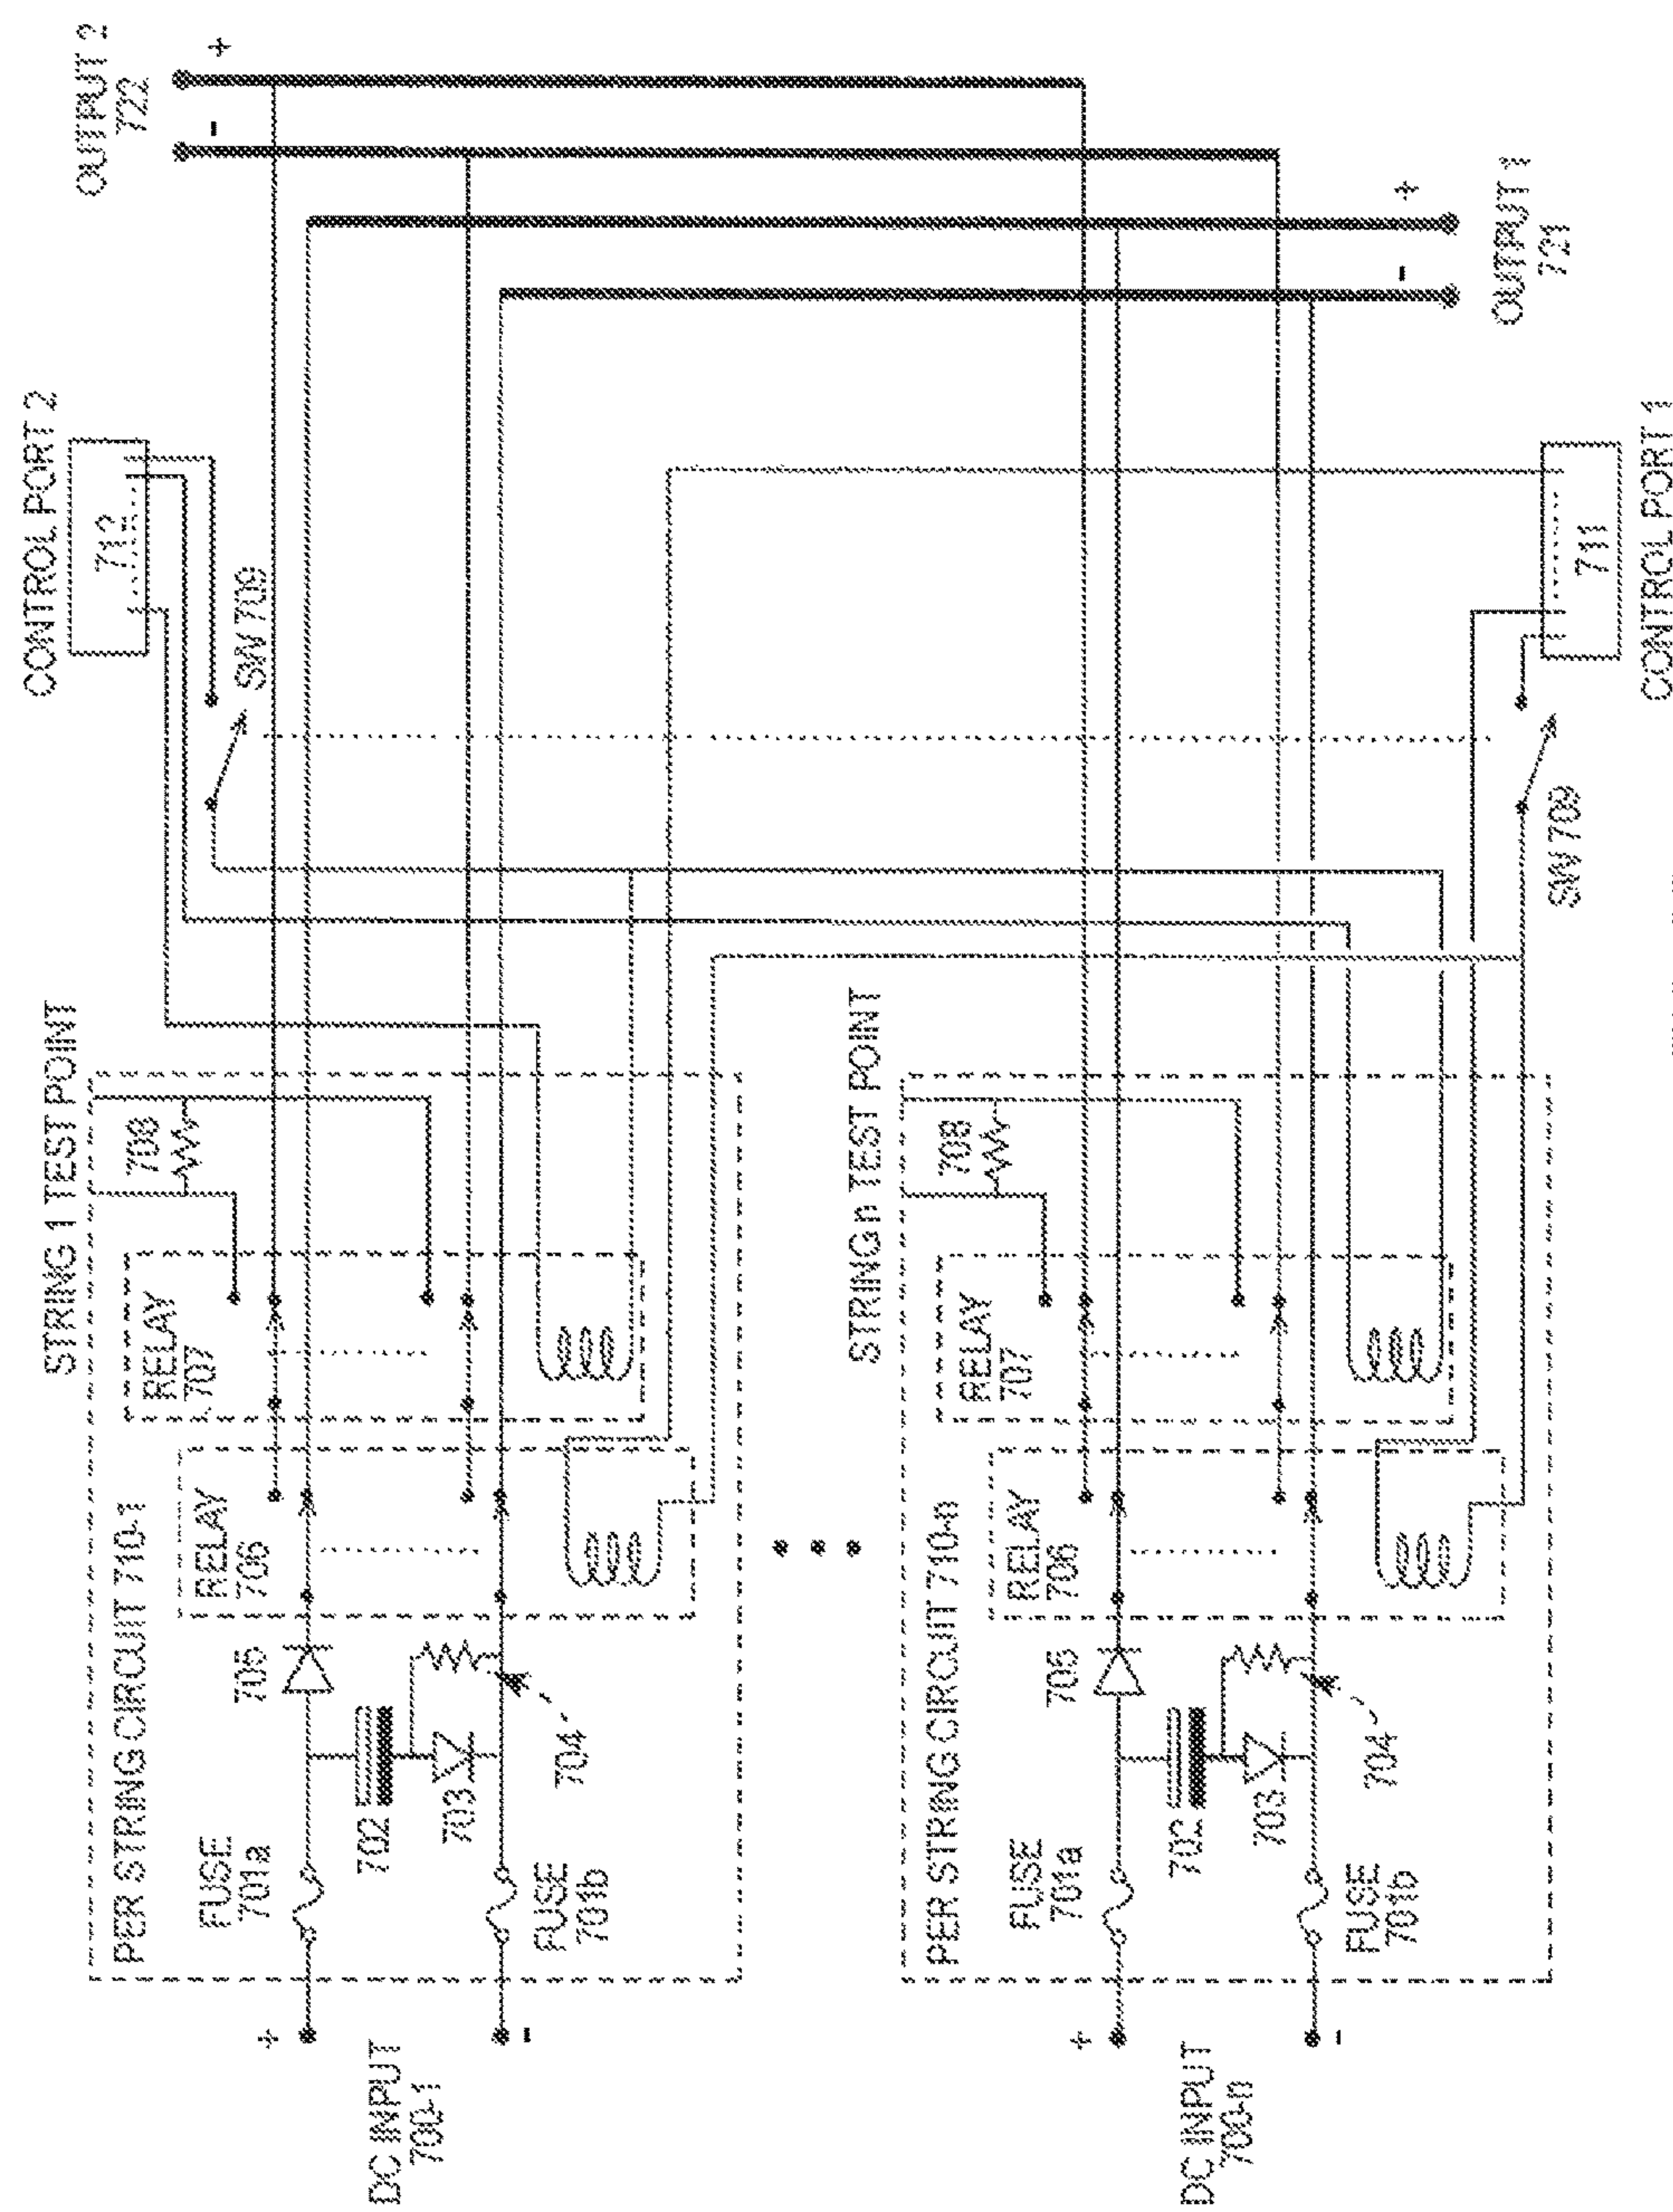 DC INPUT
700-1
+
-
PER STRING CIRCUIT 710-1
FUSE
701a
FUSE
701b
702
703
704
705
RELAY
706
RELAY
707
708
STRING 1 TEST POINT
CONTROL PORT 2
712
SW 709
OUTPUT 2
722
+
-
DC INPUT
700-n
+
-
PER STRING CIRCUIT 710-n
FUSE
701a
FUSE
701b
702
703
704
705
RELAY
706
RELAY
707
708
STRING n TEST POINT
SW 709
CONTROL PORT 1
711
OUTPUT 1
721
+
-